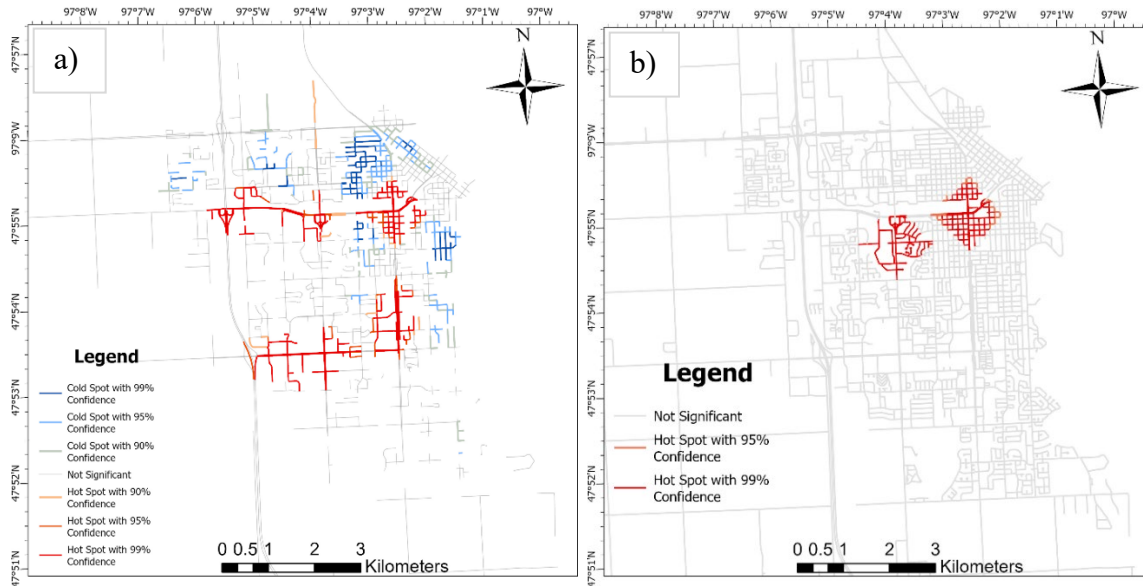 97°8'W 97°7'W 97°6'W 97°5'W 97°4'W 97°3'W 97°2'W 97°1'W 97°W
47°57'N
97°9'W
47°55'N
47°54'N
47°53'N
47°52'N
47°51'N
a)
N
Legend
Cold Spot with 99%
Confidence
Cold Spot with 95%
Confidence
Cold Spot with 90%
Confidence
Not Significant
Hot Spot with 90%
Confidence
Hot Spot with 95%
Confidence
Hot Spot with 99%
Confidence
0 0.5 1 2 3
Kilometers
97°8'W 97°7'W 97°6'W 97°5'W 97°4'W 97°3'W 97°2'W 97°1'W 97°W
47°57'N
97°9'W
47°55'N
47°54'N
47°53'N
47°52'N
47°51'N
b)
N
Legend
Not Significant
Hot Spot with 95%
Confidence
Hot Spot with 99%
Confidence
0 0.5 1 2 3
Kilometers